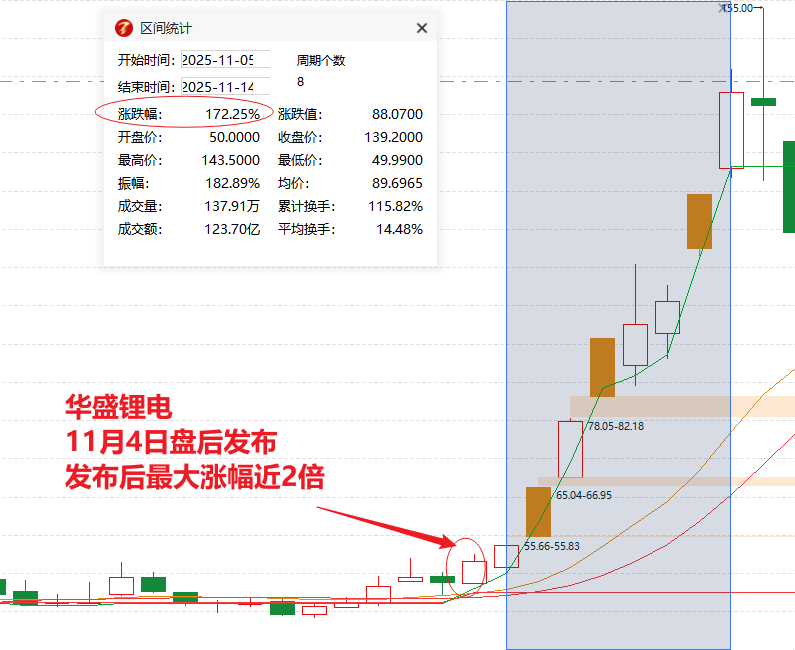 155.00
区间统计
开始时间: 2025-11-05 周期个数
结束时间: 2025-11-14 8
涨跌幅: 172.25% 涨跌值: 88.0700
开盘价: 50.0000 收盘价: 139.2000
最高价: 143.5000 最低价: 49.9900
振幅: 182.89% 均价: 89.6965
成交量: 137.91万 累计换手: 115.82%
成交额: 123.70亿 平均换手: 14.48%
华盛锂电
11月4日盘后发布
发布后最大涨幅近2倍
78.05-82.18
65.04-66.95
55.66-55.83